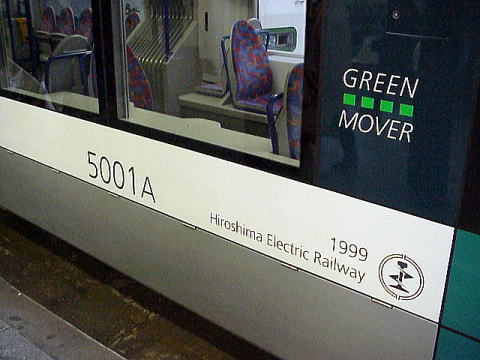 GREEN
MOVER
5001A
1999
Hiroshima Electric Railway